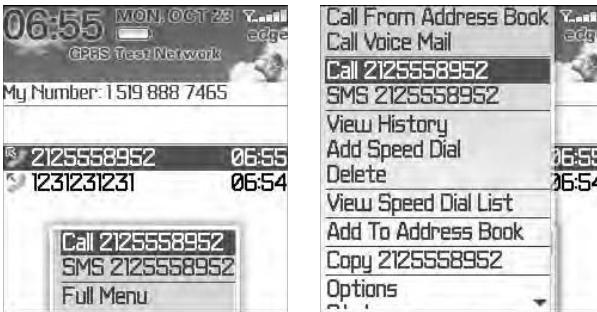 06:55 MON, OCT 23
edge
GPRS Test Network
My Number: 1 519 888 7465
2125558952 06:55
1231231231 06:54
Call 2125558952
SMS 2125558952
Full Menu
Call From Address Book
Call Voice Mail
edge
Call 2125558952
SMS 2125558952
View History
Add Speed Dial
Delete
View Speed Dial List
Add To Address Book
Copy 2125558952
Options